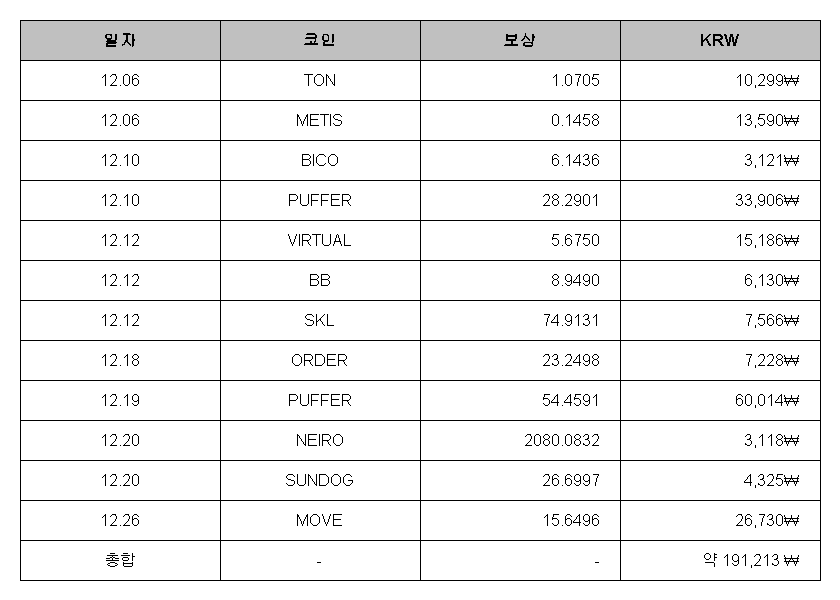 일자 코인 보상 KRW
12.06 TON 1.0705 10,299₩
12.06 METIS 0.1458 13,590₩
12.10 BICO 6.1436 3,121₩
12.10 PUFFER 28.2901 33,906₩
12.12 VIRTUAL 5.6750 15,186₩
12.12 BB 8.9490 6,130₩
12.12 SKL 74.9131 7,566₩
12.18 ORDER 23.2498 7,228₩
12.19 PUFFER 54.4591 60,014₩
12.20 NEIRO 2080.0832 3,118₩
12.20 SUNDOG 26.6997 4,325₩
12.26 MOVE 15.6496 26,730₩
총합 - - 약 191,213 ₩